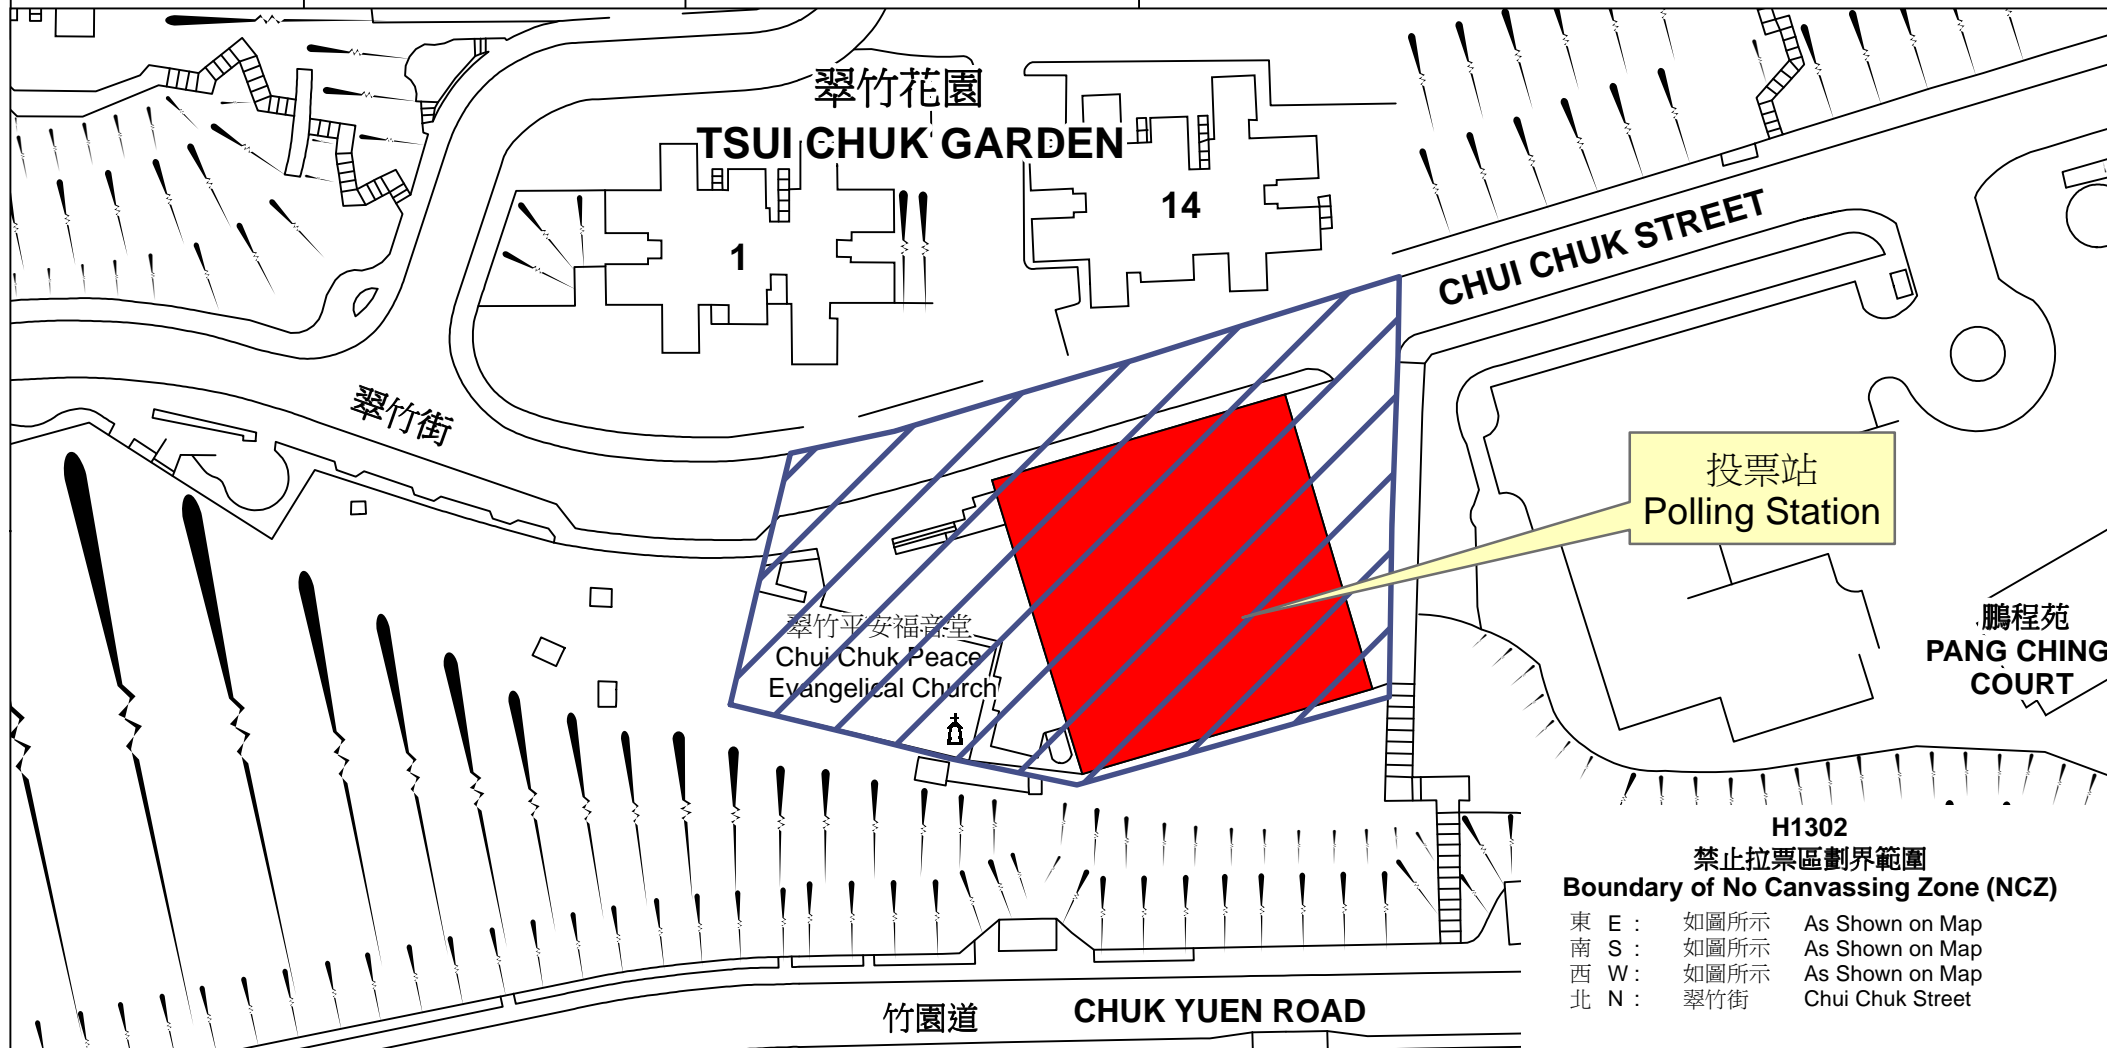 翠竹花園
TSUI CHUK GARDEN
1
14
CHUI CHUK STREET
翠竹街
投票站
Polling Station
翠竹平安福音堂
Chui Chuk Peace
Evangelical Church
鵬程苑
PANG CHING
COURT
H1302
禁止拉票區劃界範圍
Boundary of No Canvassing Zone (NCZ)
東 E : 如圖所示 As Shown on Map
南 S : 如圖所示 As Shown on Map
西 W : 如圖所示 As Shown on Map
北 N : 翠竹街 Chui Chuk Street
竹園道 CHUK YUEN ROAD